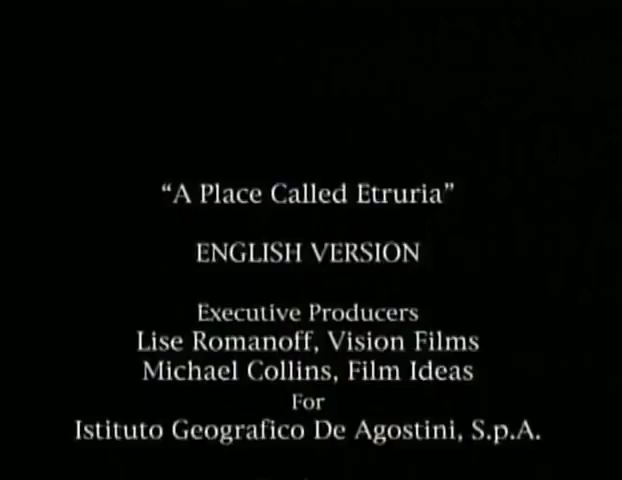 “A Place Called Etruria”
ENGLISH VERSION
Executive Producers
Lise Romanoff, Vision Films
Michael Collins, Film Ideas
For
Istituto Geografico De Agostini, S.p.A.